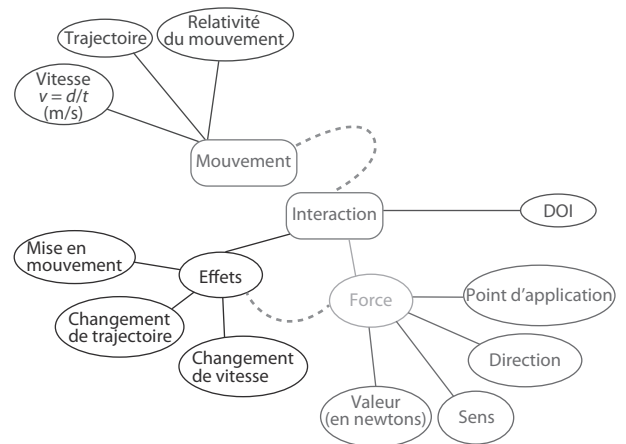 Relativité
du mouvement
Trajectoire
Vitesse
v = d/t
(m/s)
Mouvement
Interaction
DOI
Mise en
mouvement
Effets
Force
Point d'application
Changement
de trajectoire
Changement
de vitesse
Direction
Valeur
(en newtons)
Sens